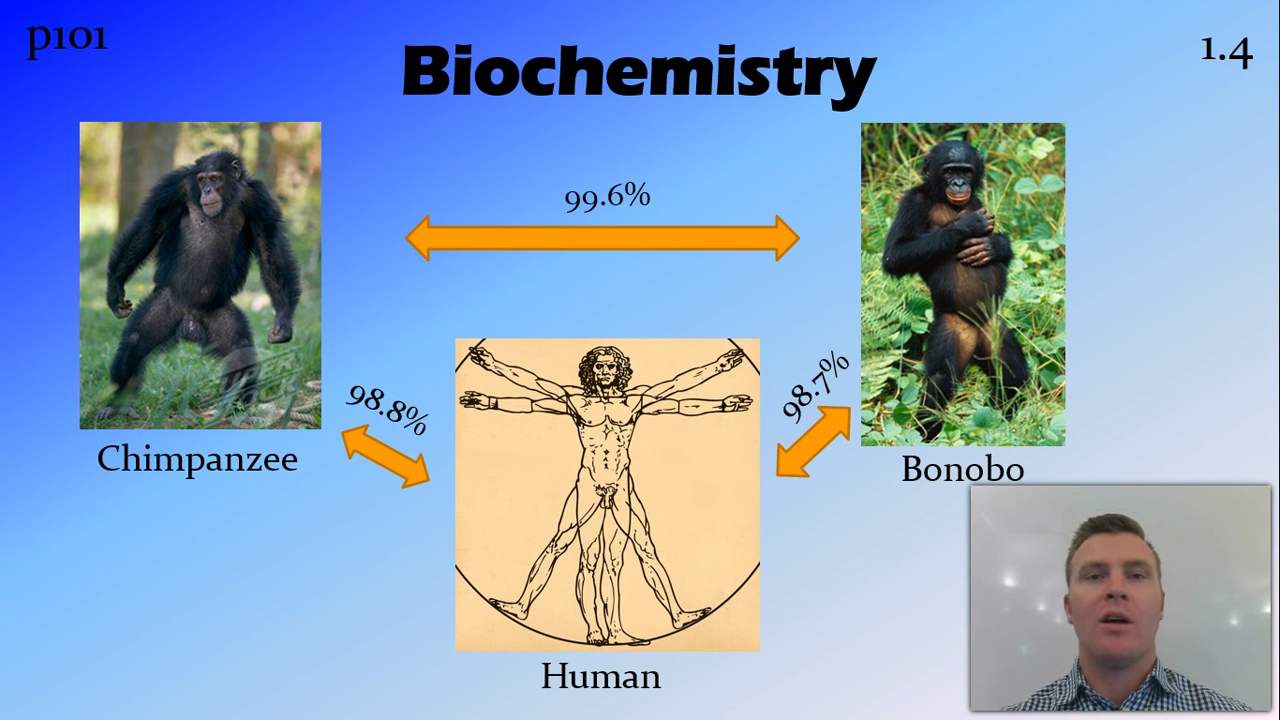 p101
1.4
Biochemistry
99.6%
98.8%
98.7%
Chimpanzee
Bonobo
Human